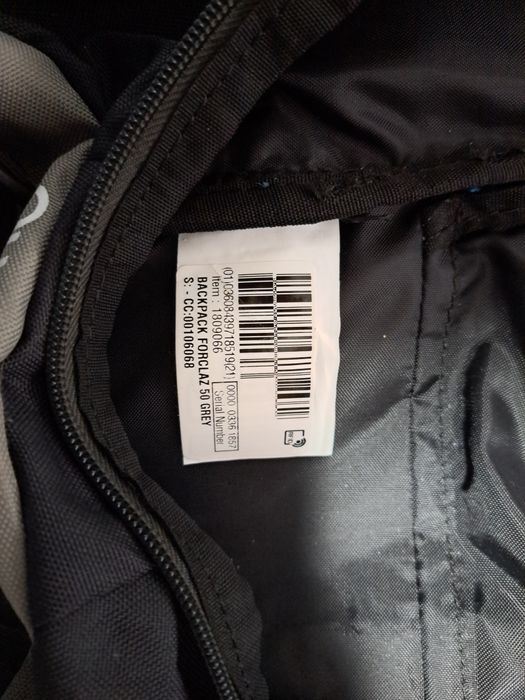 (01)03608439718519(21) 0000 0336 1857
Item : 1809066 Serial Number
BACKPACK FORCLAZ 50 GREY
S: - CC:00106068